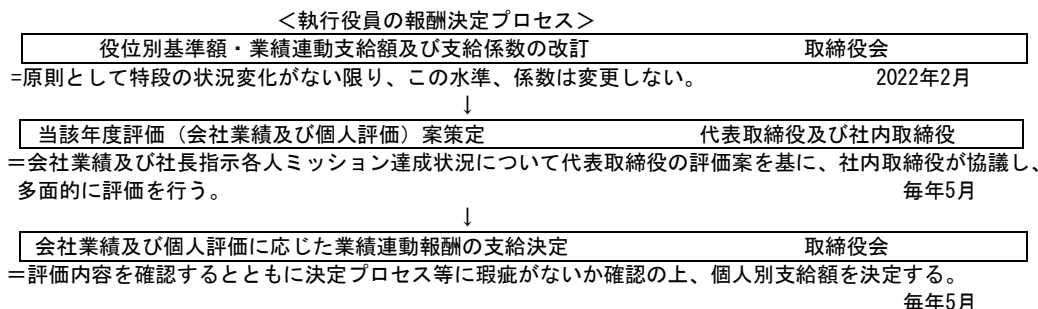 ＜執行役員の報酬決定プロセス＞
役位別基準額・業績連動支給額及び支給係数の改訂 取締役会
=原則として特段の状況変化がない限り、この水準、係数は変更しない。 2022年2月
↓
当該年度評価（会社業績及び個人評価）案策定 代表取締役及び社内取締役
＝会社業績及び社長指示各人ミッション達成状況について代表取締役の評価案を基に、社内取締役が協議し、
多面的に評価を行う。 毎年5月
↓
会社業績及び個人評価に応じた業績連動報酬の支給決定 取締役会
＝評価内容を確認するとともに決定プロセス等に瑕疵がないか確認の上、個人別支給額を決定する。
毎年5月